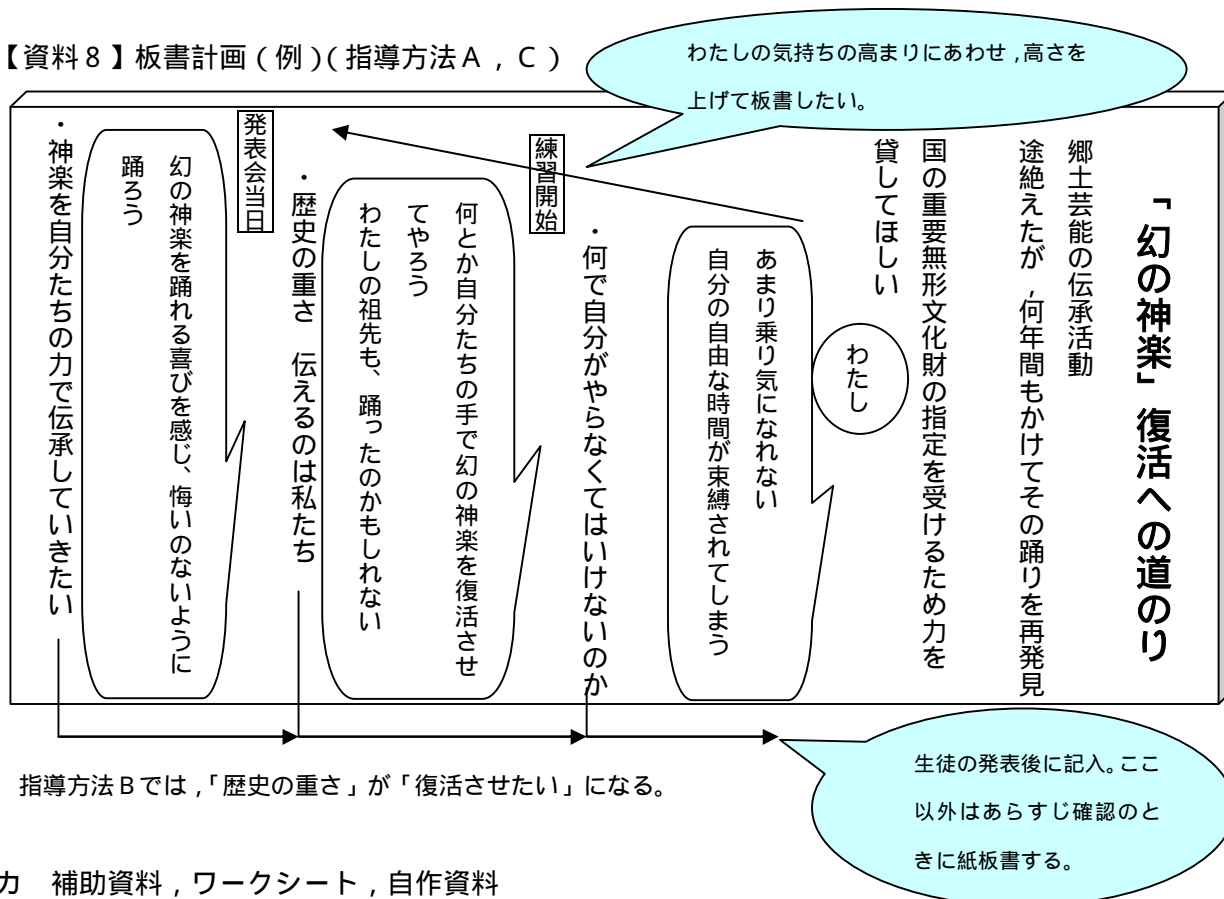 【資料８】板書計画（例）（指導方法Ａ，Ｃ）
わたしの気持ちの高まりにあわせ，高さを
上げて板書したい。
「幻の神楽」復活への道のり
郷土芸能の伝承活動
途絶えたが，何年間もかけてその踊りを再発見
国の重要無形文化財の指定を受けるため力を
貸してほしい
わたし
あまり乗り気になれない
自分の自由な時間が束縛されてしまう
・何で自分がやらなくてはいけないのか
練習開始
何とか自分たちの手で幻の神楽を復活させ
てやろう
わたしの祖先も、踊ったのかもしれない
・歴史の重さ　伝えるのは私たち
発表会当日
幻の神楽を踊れる喜びを感じ、悔いのないように
踊ろう
・神楽を自分たちの力で伝承していきたい
生徒の発表後に記入。ここ
以外はあらすじ確認のと
きに紙板書する。
指導方法Ｂでは，「歴史の重さ」が「復活させたい」になる。
カ　補助資料，ワークシート，自作資料